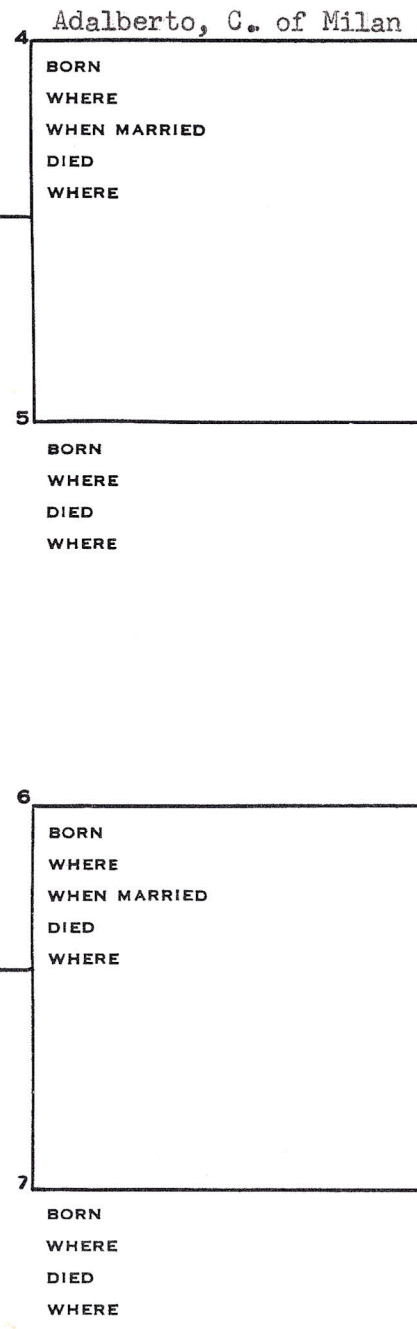 Adalberto, C. of Milan
4
BORN
WHERE
WHEN MARRIED
DIED
WHERE
5
BORN
WHERE
DIED
WHERE
6
BORN
WHERE
WHEN MARRIED
DIED
WHERE
7
BORN
WHERE
DIED
WHERE